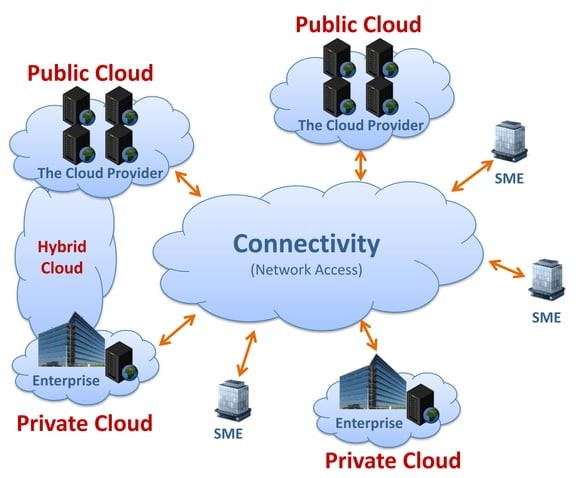 Public Cloud
The Cloud Provider
Public Cloud
The Cloud Provider
SME
Hybrid
Cloud
Connectivity
(Network Access)
SME
Enterprise
Private Cloud
SME
Enterprise
Private Cloud